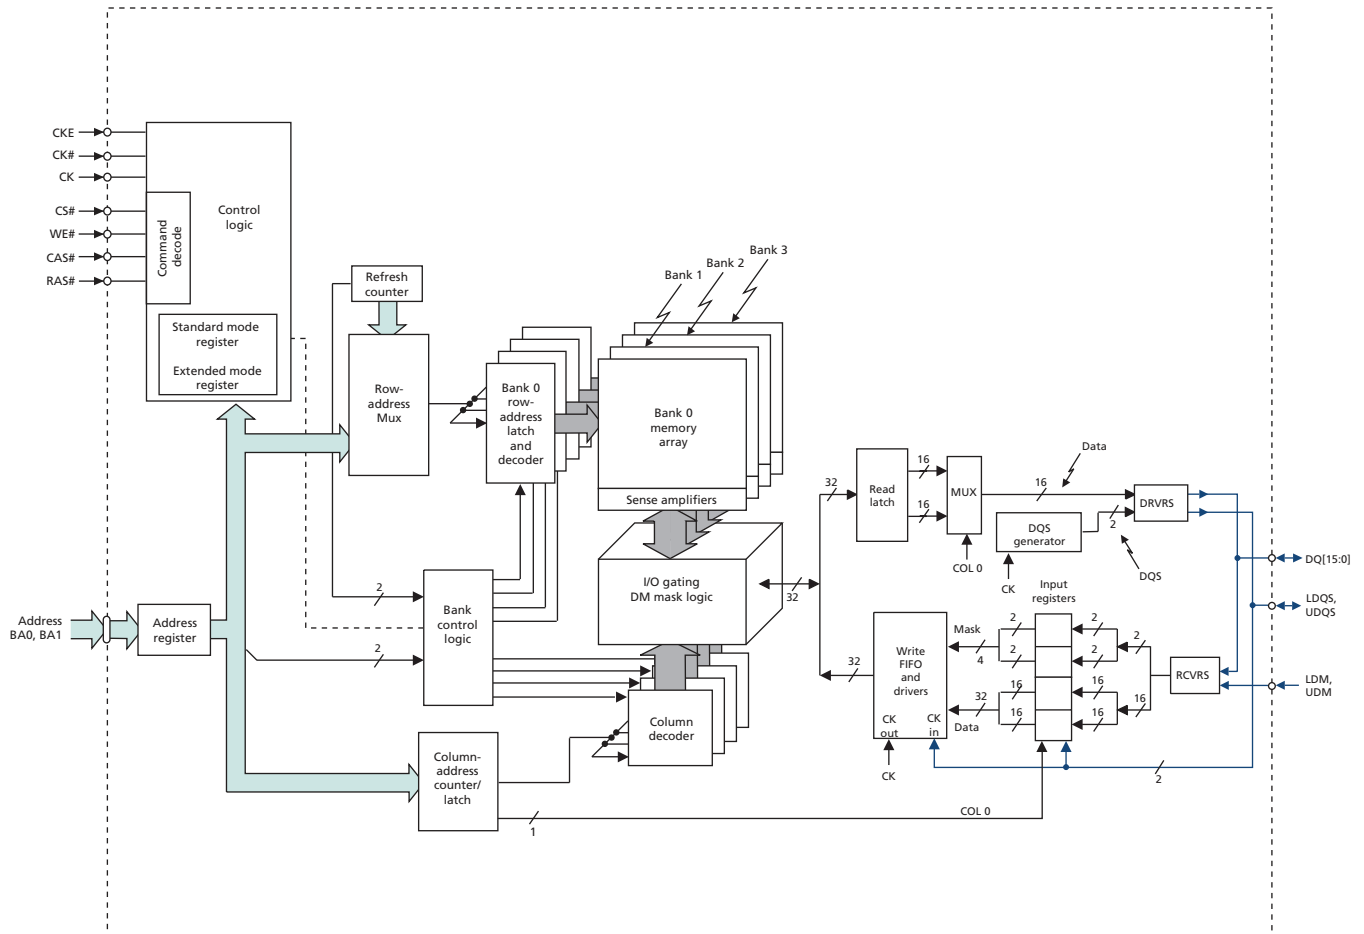 CKE
CK#
CK
CS#
WE#
CAS#
RAS#
Command
decode
Control
logic
Standard mode
register
Extended mode
register
Refresh
counter
Row-
address
Mux
Bank 0
row-
address
latch
and
decoder
Bank 1
Bank 2
Bank 3
Bank 0
memory
array
Sense amplifiers
I/O gating
DM mask logic
Address
BA0, BA1
Address
register
2
2
Bank
control
logic
Column
decoder
Column-
address
counter/
latch
1
COL 0
32
32
32
Read
latch
16
16
MUX
COL 0
16
Data
DQS
generator
CK
2
DQS
DRVRS
DQ[15:0]
LDQS,
UDQS
LDM,
UDM
RCVRS
Input
registers
2
2
2
2
2
16
16
16
16
16
Mask
4
32
Data
Write
FIFO
and
drivers
CK
out
CK
in
CK
2